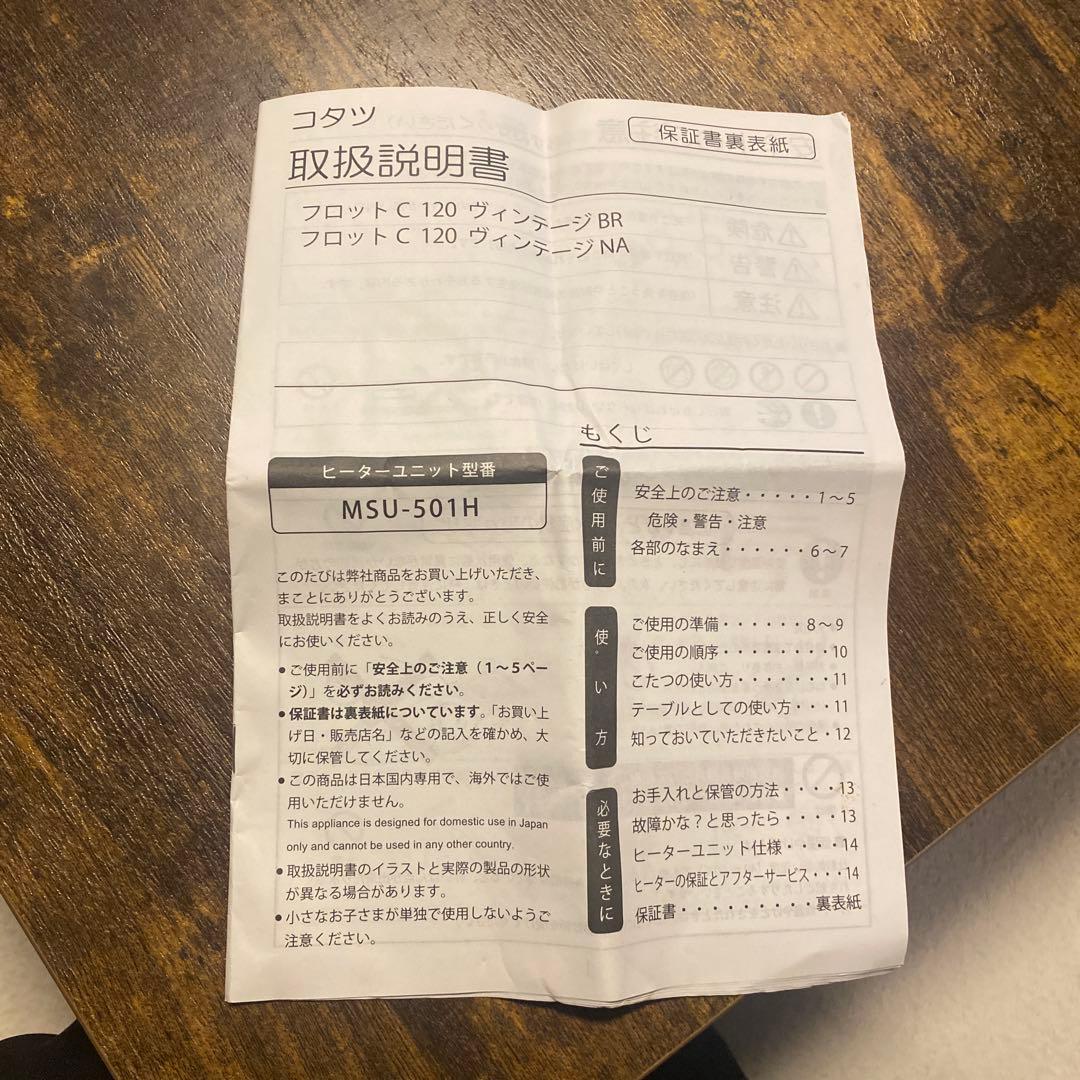 コタツ
取扱説明書
保証書裏表紙
フロット C 120 ヴィンテージ BR
フロット C 120 ヴィンテージ NA
ヒーターユニット型番
MSU-501H
このたびは弊社商品をお買い上げいただき、
まことにありがとうございます。
取扱説明書をよくお読みのうえ、正しく安全
にお使いください。
●ご使用前に「安全上のご注意（1～5ペー
ジ）」を必ずお読みください。
●保証書は裏表紙についています。「お買い上
げ日・販売店名」などの記入を確かめ、大
切に保管してください。
●この商品は日本国内専用で、海外ではご使
用いただけません。
This appliance is designed for domestic use in Japan
only and cannot be used in any other country.
●取扱説明書のイラストと実際の製品の形状
が異なる場合があります。
●小さなお子さまが単独で使用しないようご
注意ください。
もくじ
ご使用前に
安全上のご注意・・・・・1～5
危険・警告・注意
各部のなまえ・・・・・・6～7
使い方
ご使用の準備・・・・・・8～9
ご使用の順序・・・・・・・・10
こたつの使い方・・・・・・・11
テーブルとしての使い方・・・11
知っておいていただきたいこと・12
必要なときに
お手入れと保管の方法・・・・13
故障かな？と思ったら・・・・13
ヒーターユニット仕様・・・・14
ヒーターの保証とアフターサービス・・・14
保証書・・・・・・・・・裏表紙
危険
警告
注意